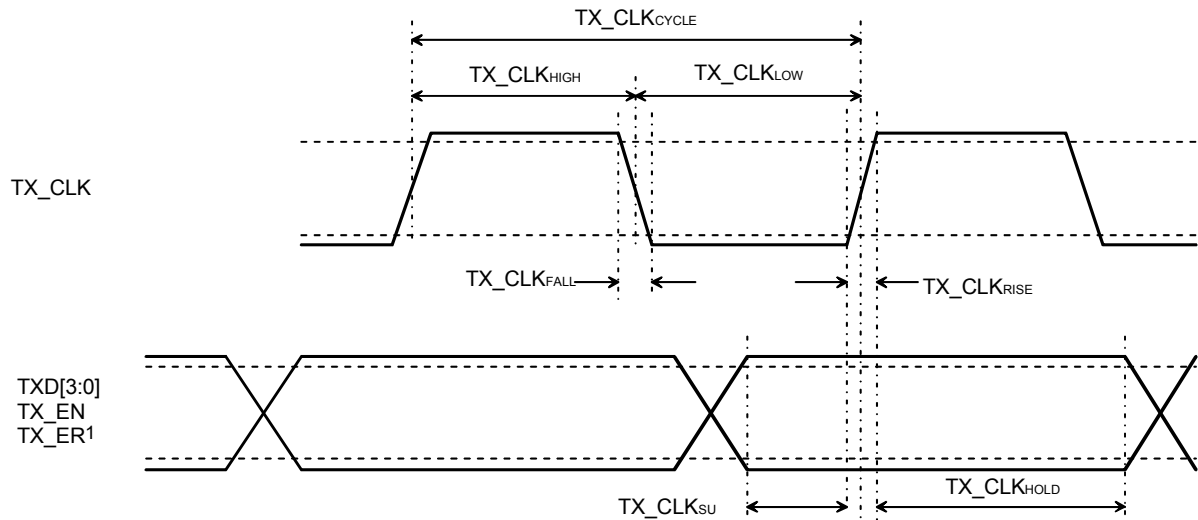 TX_CLKCYCLE
TX_CLKHIGH
TX_CLKLOW
TX_CLK
TX_CLKFALL
TX_CLKRISE
TXD[3:0]
TX_EN
TX_ER1
TX_CLKSU
TX_CLKHOLD